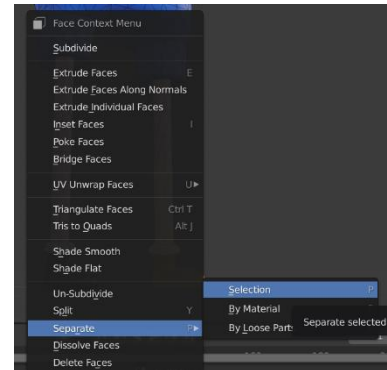 Face Context Menu
Subdivide
Extrude Faces E
Extrude Faces Along Normals
Extrude Individual Faces
Inset Faces I
Poke Faces
Bridge Faces
UV Unwrap Faces U
Triangulate Faces Ctrl T
Tris to Quads Alt J
Shade Smooth
Shade Flat
Un-Subdivide
Split Y
Separate P
Dissolve Faces
Delete Faces
Selection P
By Material
By Loose Parts
Separate selected